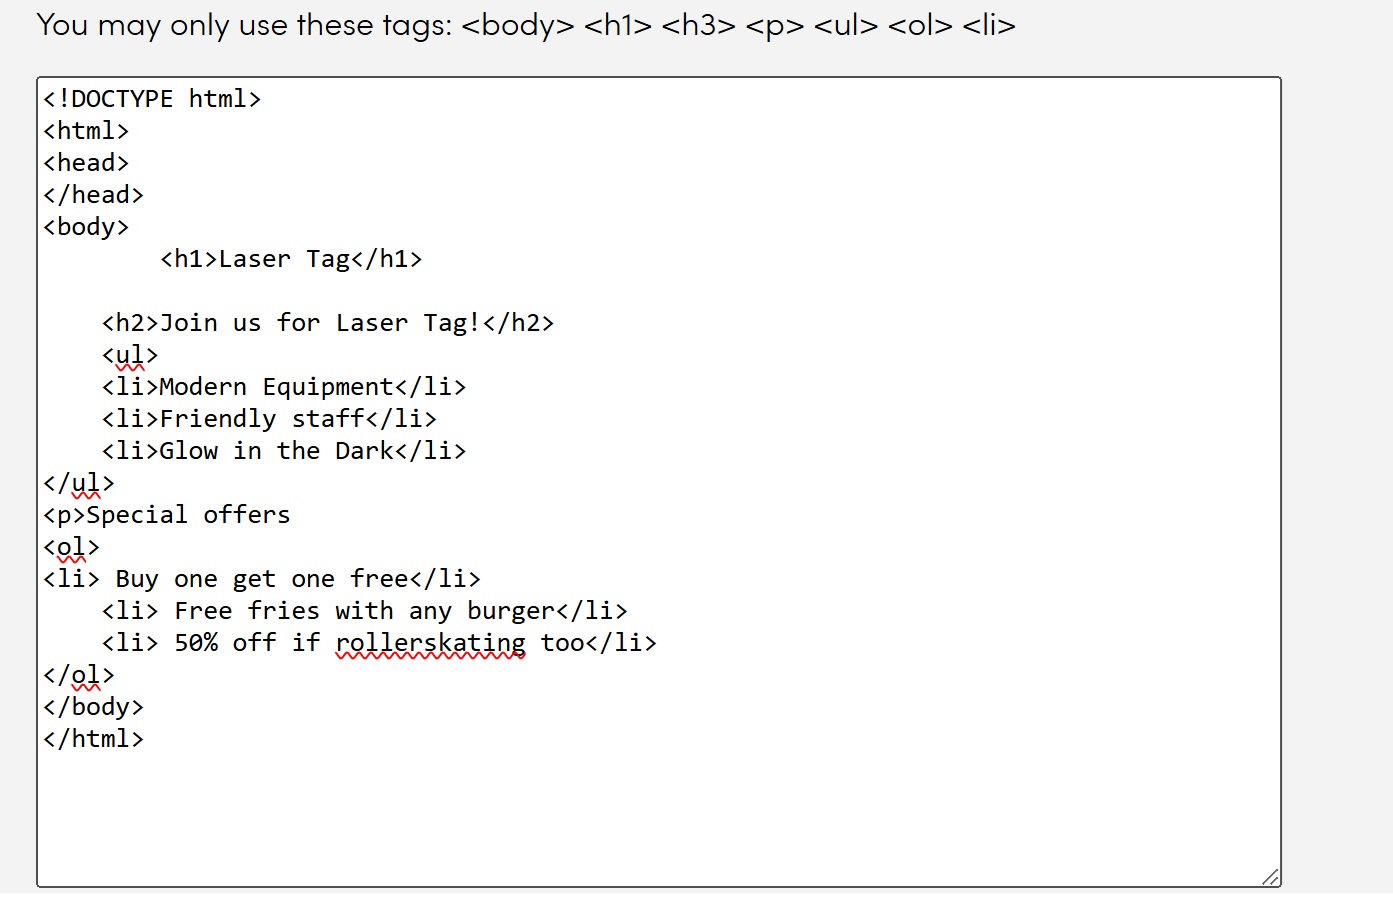 You may only use these tags: <body> <h1> <h3> <p> <ul> <ol> <li>
<!DOCTYPE html>
<html>
<head>
</head>
<body>
<h1>Laser Tag</h1>
<h2>Join us for Laser Tag!</h2>
<ul>
<li>Modern Equipment</li>
<li>Friendly staff</li>
<li>Glow in the Dark</li>
</ul>
<p>Special offers
<ol>
<li> Buy one get one free</li>
<li> Free fries with any burger</li>
<li> 50% off if rollerskating too</li>
</ol>
</body>
</html>